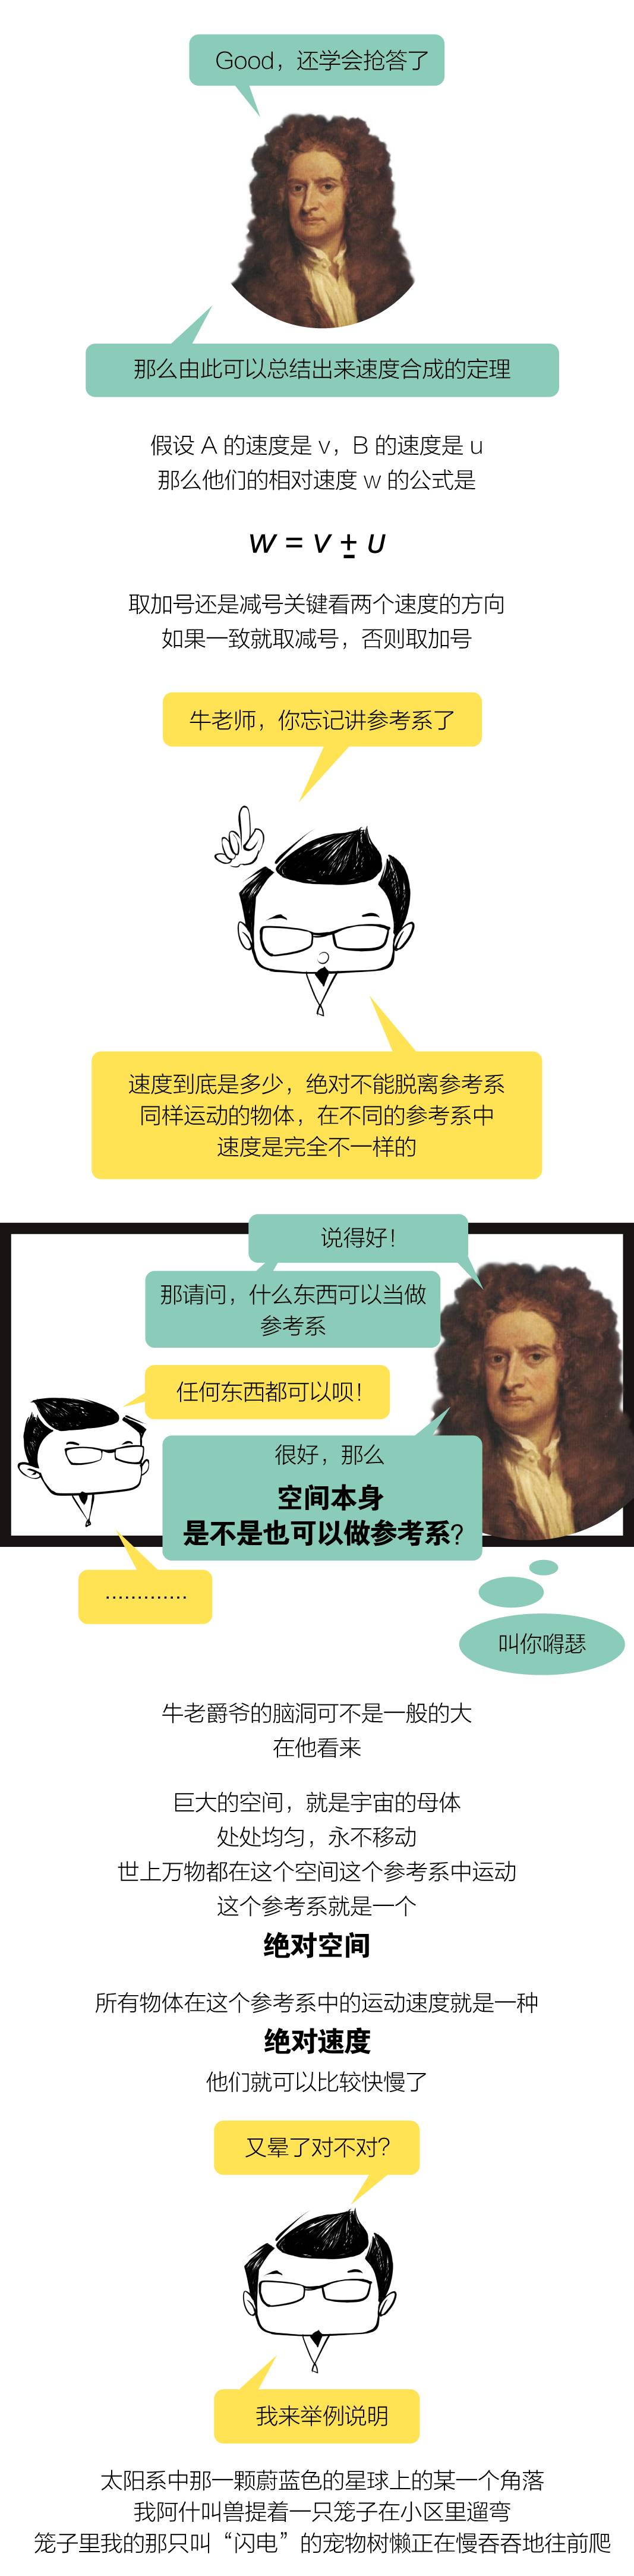 Good，还学会抢答了
那么由此可以总结出来速度合成的定理
假设 A 的速度是 v，B 的速度是 u
那么他们的相对速度 w 的公式是
w = v ± u
取加号还是减号关键看两个速度的方向
如果一致就取减号，否则取加号
牛老师，你忘记讲参考系了
速度到底是多少，绝对不能脱离参考系
同样运动的物体，在不同的参考系中
速度是完全不一样的
说得好！
那请问，什么东西可以当做
参考系
任何东西都可以呗！
很好，那么
空间本身
是不是也可以做参考系？
.............
叫你嘚瑟
牛老爵爷的脑洞可不是一般的大
在他看来
巨大的空间，就是宇宙的母体
处处均匀，永不移动
世上万物都在这个空间这个参考系中运动
这个参考系就是一个
绝对空间
所有物体在这个参考系中的运动速度就是一种
绝对速度
他们就可以比较快慢了
又晕了对不对？
我来举例说明
太阳系中那一颗蔚蓝色的星球上的某一个角落
我阿什叫兽提着一只笼子在小区里遛弯
笼子里我的那只叫“闪电”的宠物树懒正在慢吞吞地往前爬